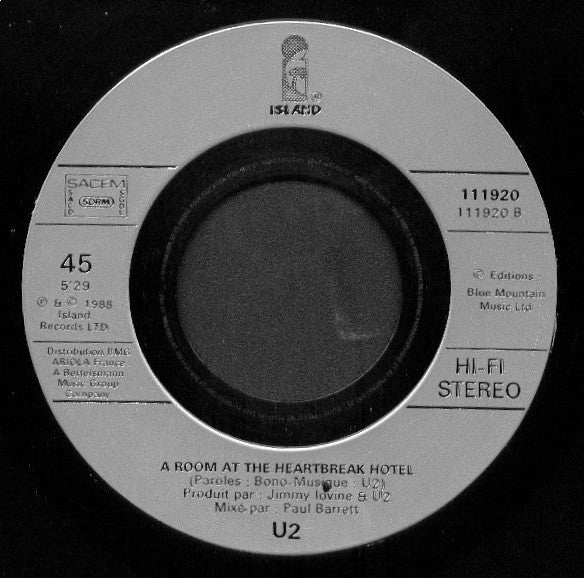 ISLAND
®
SACEM
SACD
SDRM
SGDL
45
5'29
℗ & © 1988
Island
Records LTD
Distribution BMG
ARIOLA France
A Bertelsmann
Music Group
Company
111920
111920 B
© Editions :
Blue Mountain
Music Ltd
HI-FI
STEREO
A ROOM AT THE HEARTBREAK HOTEL
(Paroles : Bono-Musique : U2)
Produit par : Jimmy Iovine & U2
Mixé par : Paul Barrett
U2